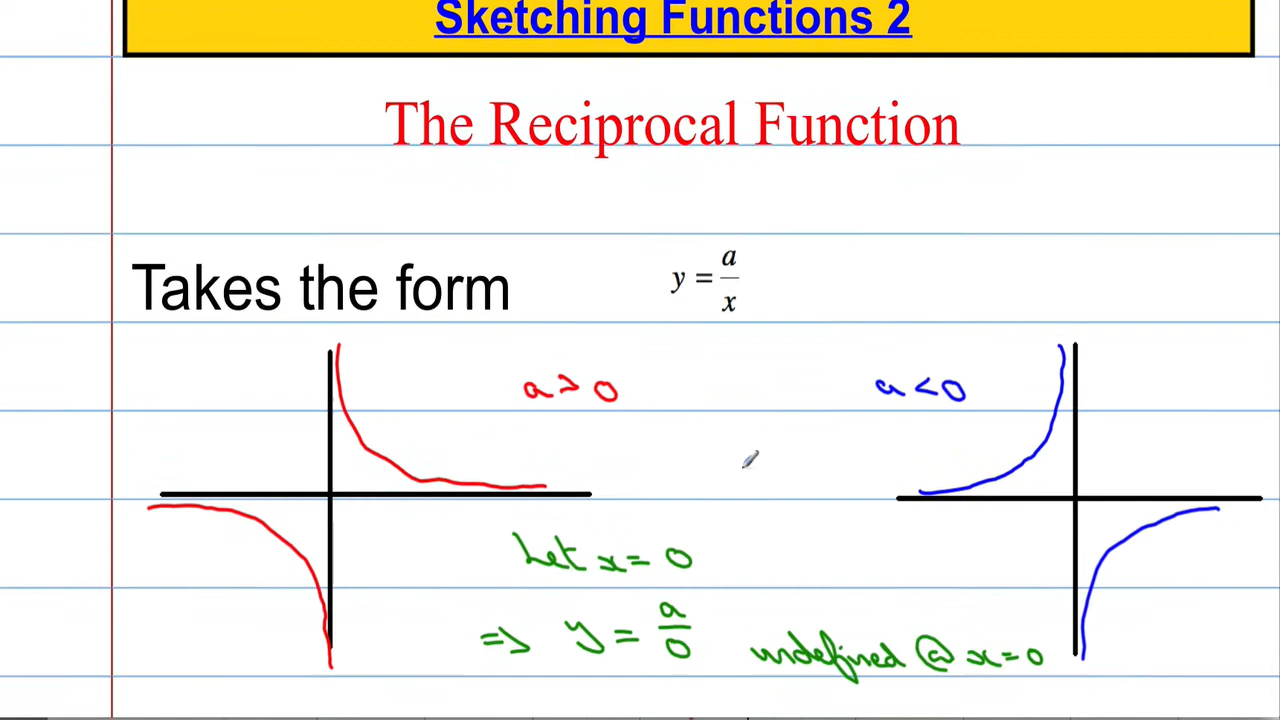 Sketching Functions 2
The Reciprocal Function
Takes the form y = a/x
a > 0
a < 0
Let x = 0
⇒ y = a/0 undefined @ x = 0